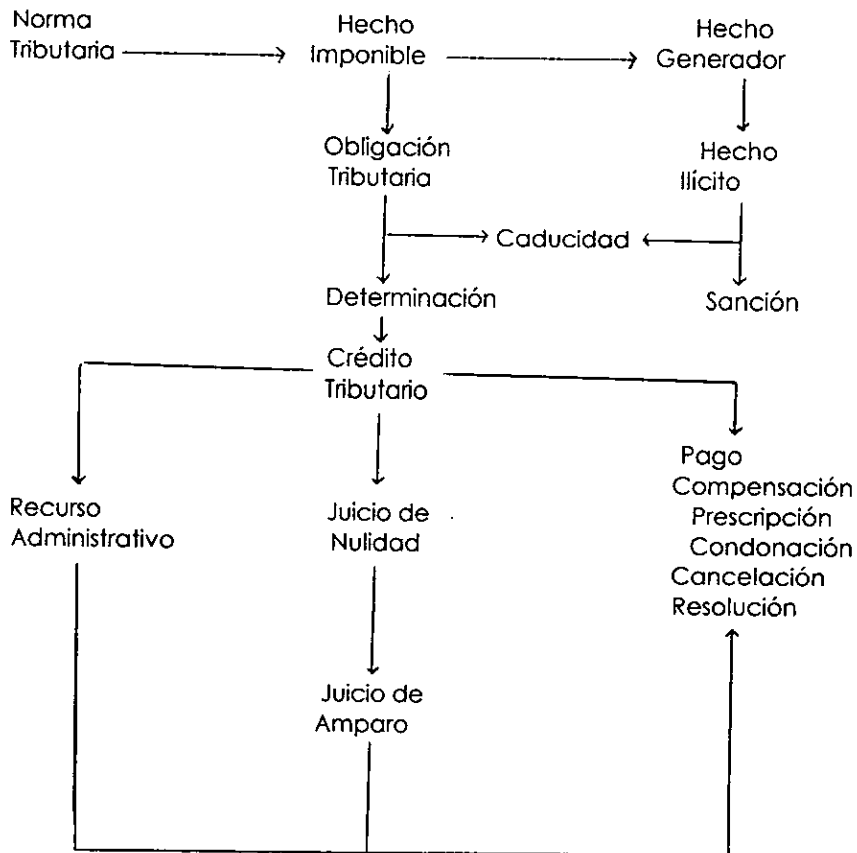 Norma
Tributaria
Hecho
Imponible
Hecho
Generador
Obligación
Tributaria
Hecho
Ilícito
Caducidad
Determinación
Sanción
Crédito
Tributario
Recurso
Administrativo
Juicio de
Nulidad
Pago
Compensación
Prescripción
Condonación
Cancelación
Resolución
Juicio de
Amparo